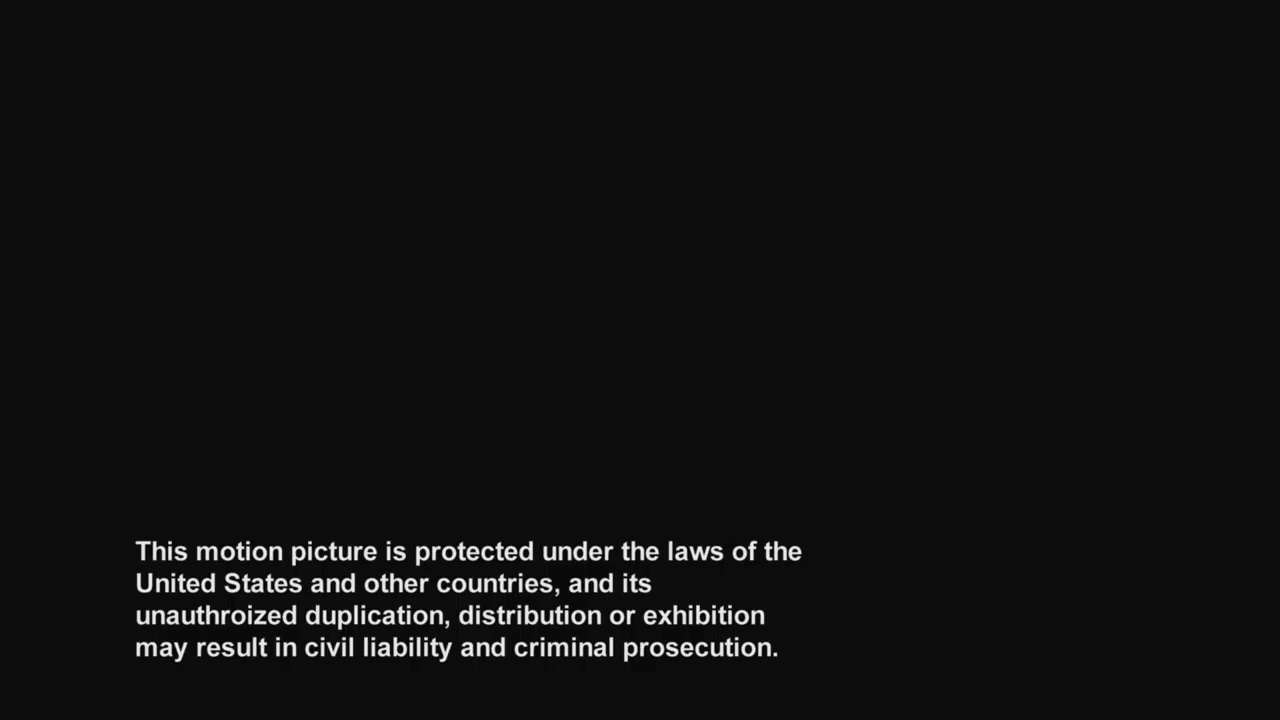 This motion picture is protected under the laws of the
United States and other countries, and its
unauthroized duplication, distribution or exhibition
may result in civil liability and criminal prosecution.